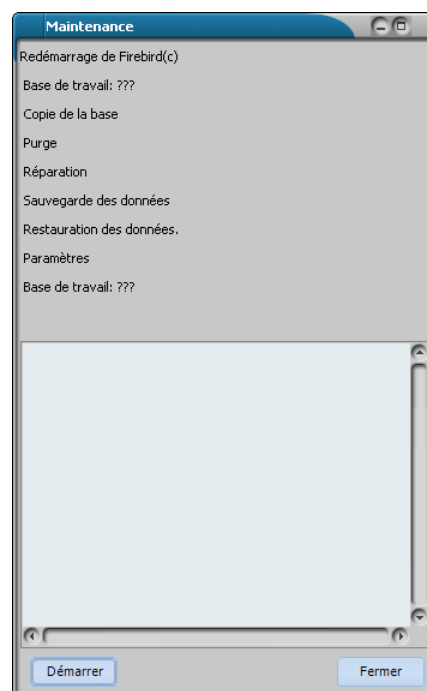 Maintenance
Redémarrage de Firebird(c)
Base de travail: ???
Copie de la base
Purge
Réparation
Sauvegarde des données
Restauration des données.
Paramètres
Base de travail: ???
Démarrer
Fermer